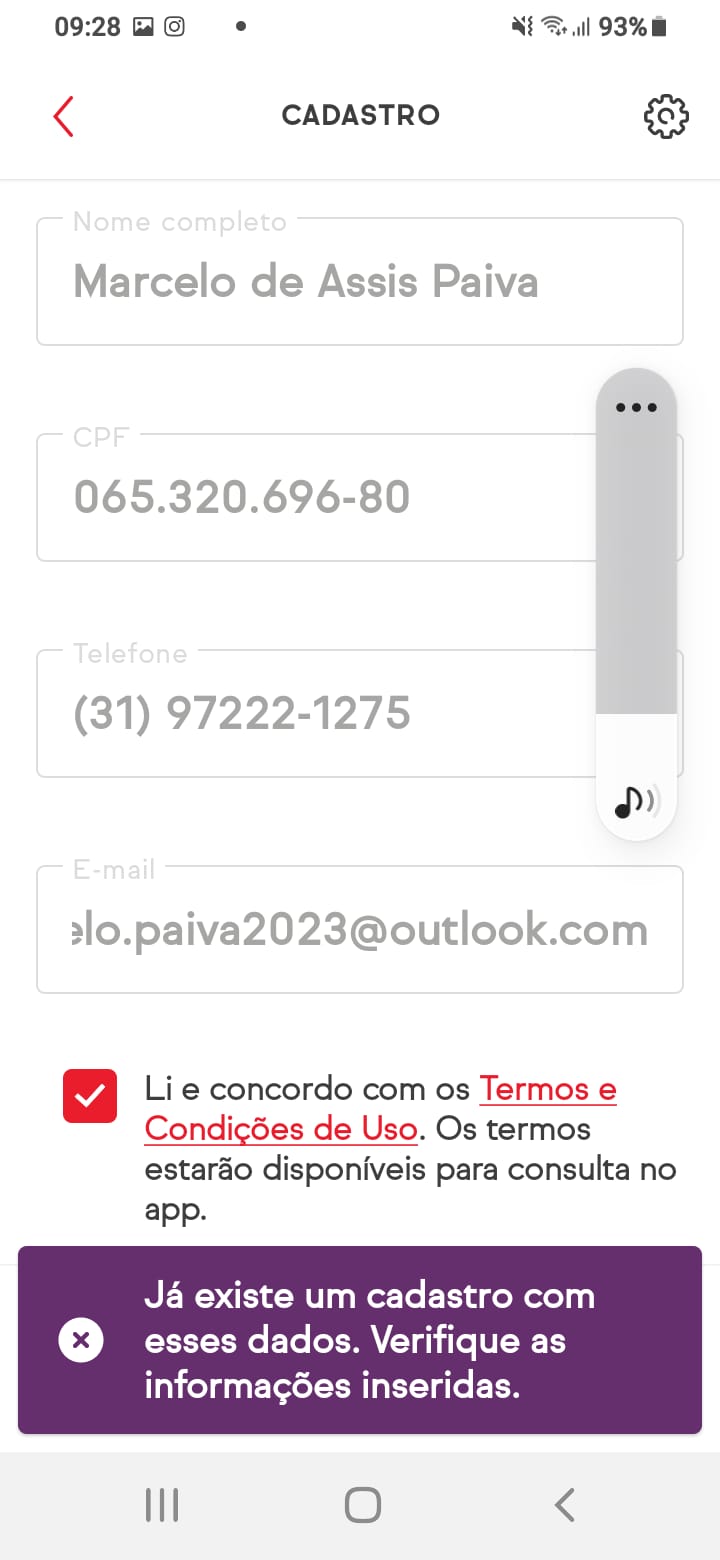 09:28 93%
CADASTRO
Nome completo
Marcelo de Assis Paiva
CPF
065.320.696-80
Telefone
(31) 97222-1275
E-mail
elo.paiva2023@outlook.com
Li e concordo com os Termos e
Condições de Uso. Os termos
estarão disponíveis para consulta no
app.
Já existe um cadastro com
esses dados. Verifique as
informações inseridas.